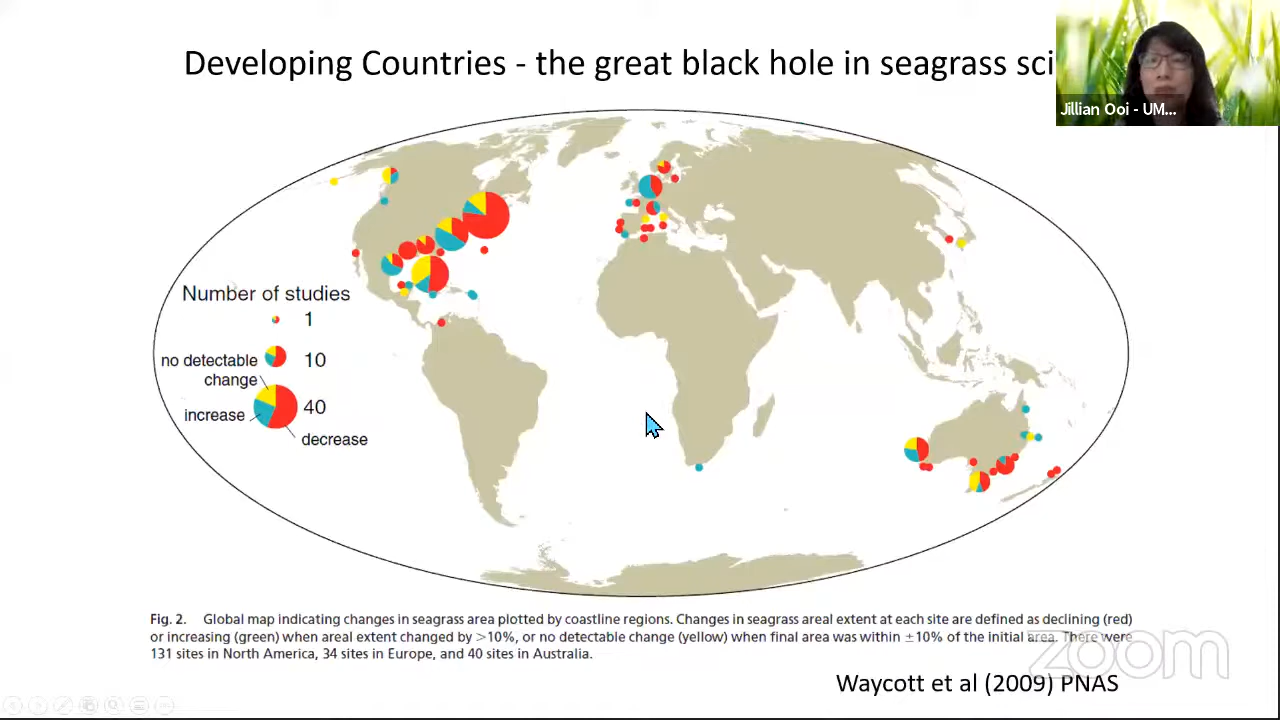 Developing Countries - the great black hole in seagrass sci
Jillian Ooi - UM...
Number of studies
1
no detectable
change
10
increase
40
decrease
Fig. 2. Global map indicating changes in seagrass area plotted by coastline regions. Changes in seagrass areal extent at each site are defined as declining (red)
or increasing (green) when areal extent changed by >10%, or no detectable change (yellow) when final area was within ±10% of the initial area. There were
131 sites in North America, 34 sites in Europe, and 40 sites in Australia.
zoom
Waycott et al (2009) PNAS